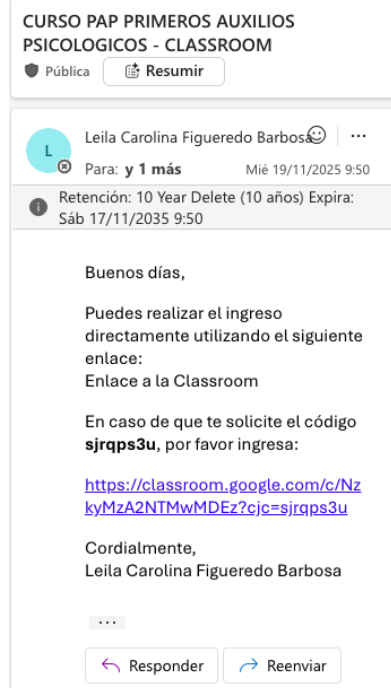 CURSO PAP PRIMEROS AUXILIOS
PSICOLOGICOS - CLASSROOM
Pública
Resumir
L
Leila Carolina Figueredo Barbosa
Para: y 1 más
Mié 19/11/2025 9:50
Retención: 10 Year Delete (10 años) Expira:
Sáb 17/11/2035 9:50
Buenos días,
Puedes realizar el ingreso
directamente utilizando el siguiente
enlace:
Enlace a la Classroom
En caso de que te solicite el código
sjrqps3u, por favor ingresa:
https://classroom.google.com/c/Nz
kyMzA2NTMwMDEz?cjc=sjrqps3u
Cordialmente,
Leila Carolina Figueredo Barbosa
...
Responder
Reenviar